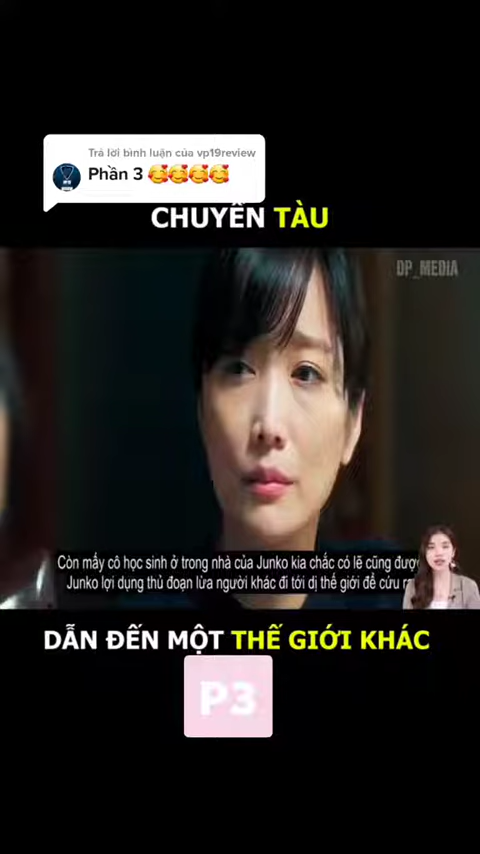 Trả lời bình luận của vp19review
Phần 3 🥰🥰🥰🥰
CHUYẾN TÀU
DP_MEDIA
Còn mấy cô học sinh ở trong nhà của Junko kia chắc có lẽ cũng được
Junko lợi dụng thủ đoạn lừa người khác đi tới dị thế giới để cứu ra
DẪN ĐẾN MỘT THẾ GIỚI KHÁC
P3